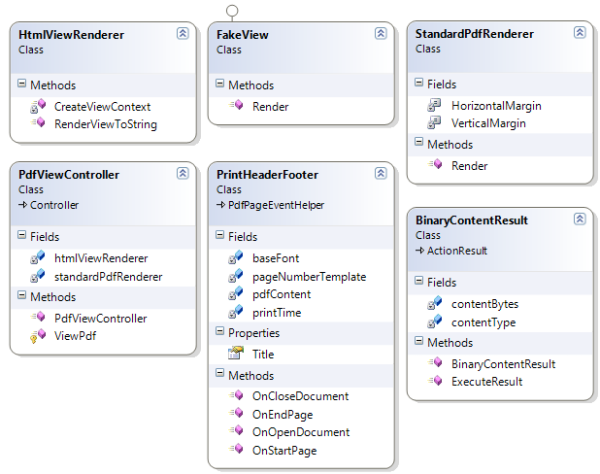 HtmlViewRenderer
Class
Methods
CreateViewContext
RenderViewToString
FakeView
Class
Methods
Render
StandardPdfRenderer
Class
Fields
HorizontalMargin
VerticalMargin
Methods
Render
PdfViewController
Class
Controller
Fields
htmlViewRenderer
standardPdfRenderer
Methods
PdfViewController
ViewPdf
PrintHeaderFooter
Class
PdfPageEventHelper
Fields
baseFont
pageNumberTemplate
pdfContent
printTime
Properties
Title
Methods
OnCloseDocument
OnEndPage
OnOpenDocument
OnStartPage
BinaryContentResult
Class
ActionResult
Fields
contentBytes
contentType
Methods
BinaryContentResult
ExecuteResult